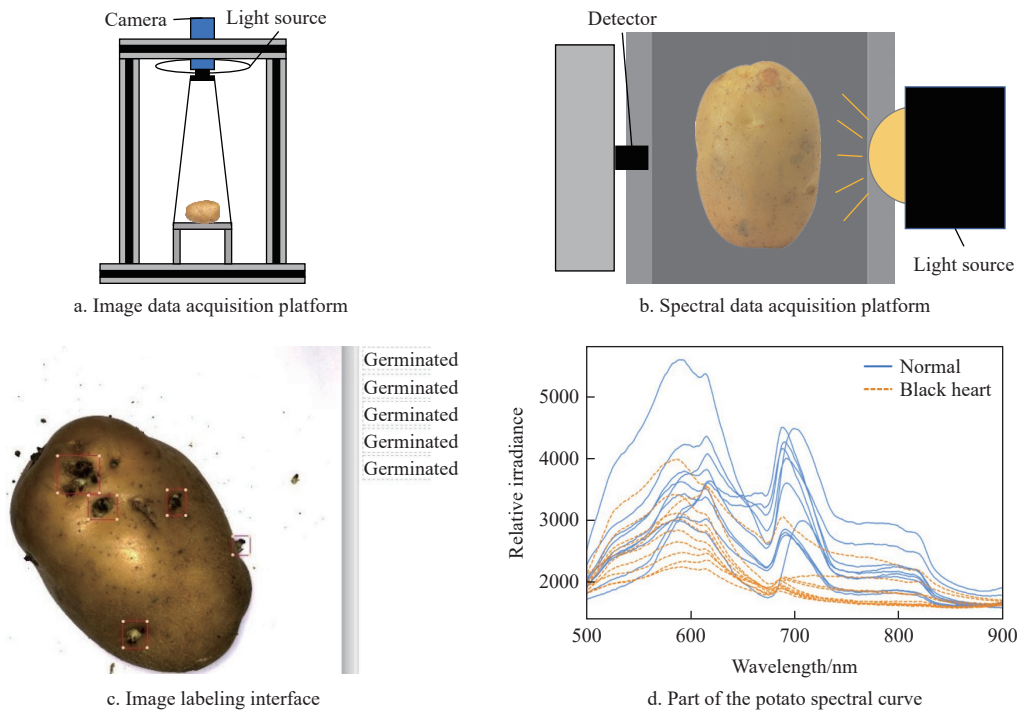 Camera
Light source
a. Image data acquisition platform
Detector
Light source
b. Spectral data acquisition platform
Germinated
Germinated
Germinated
Germinated
Germinated
c. Image labeling interface
Relative irradiance
5000
4000
3000
2000
Normal
Black heart
500 600 700 800 900
Wavelength/nm
d. Part of the potato spectral curve